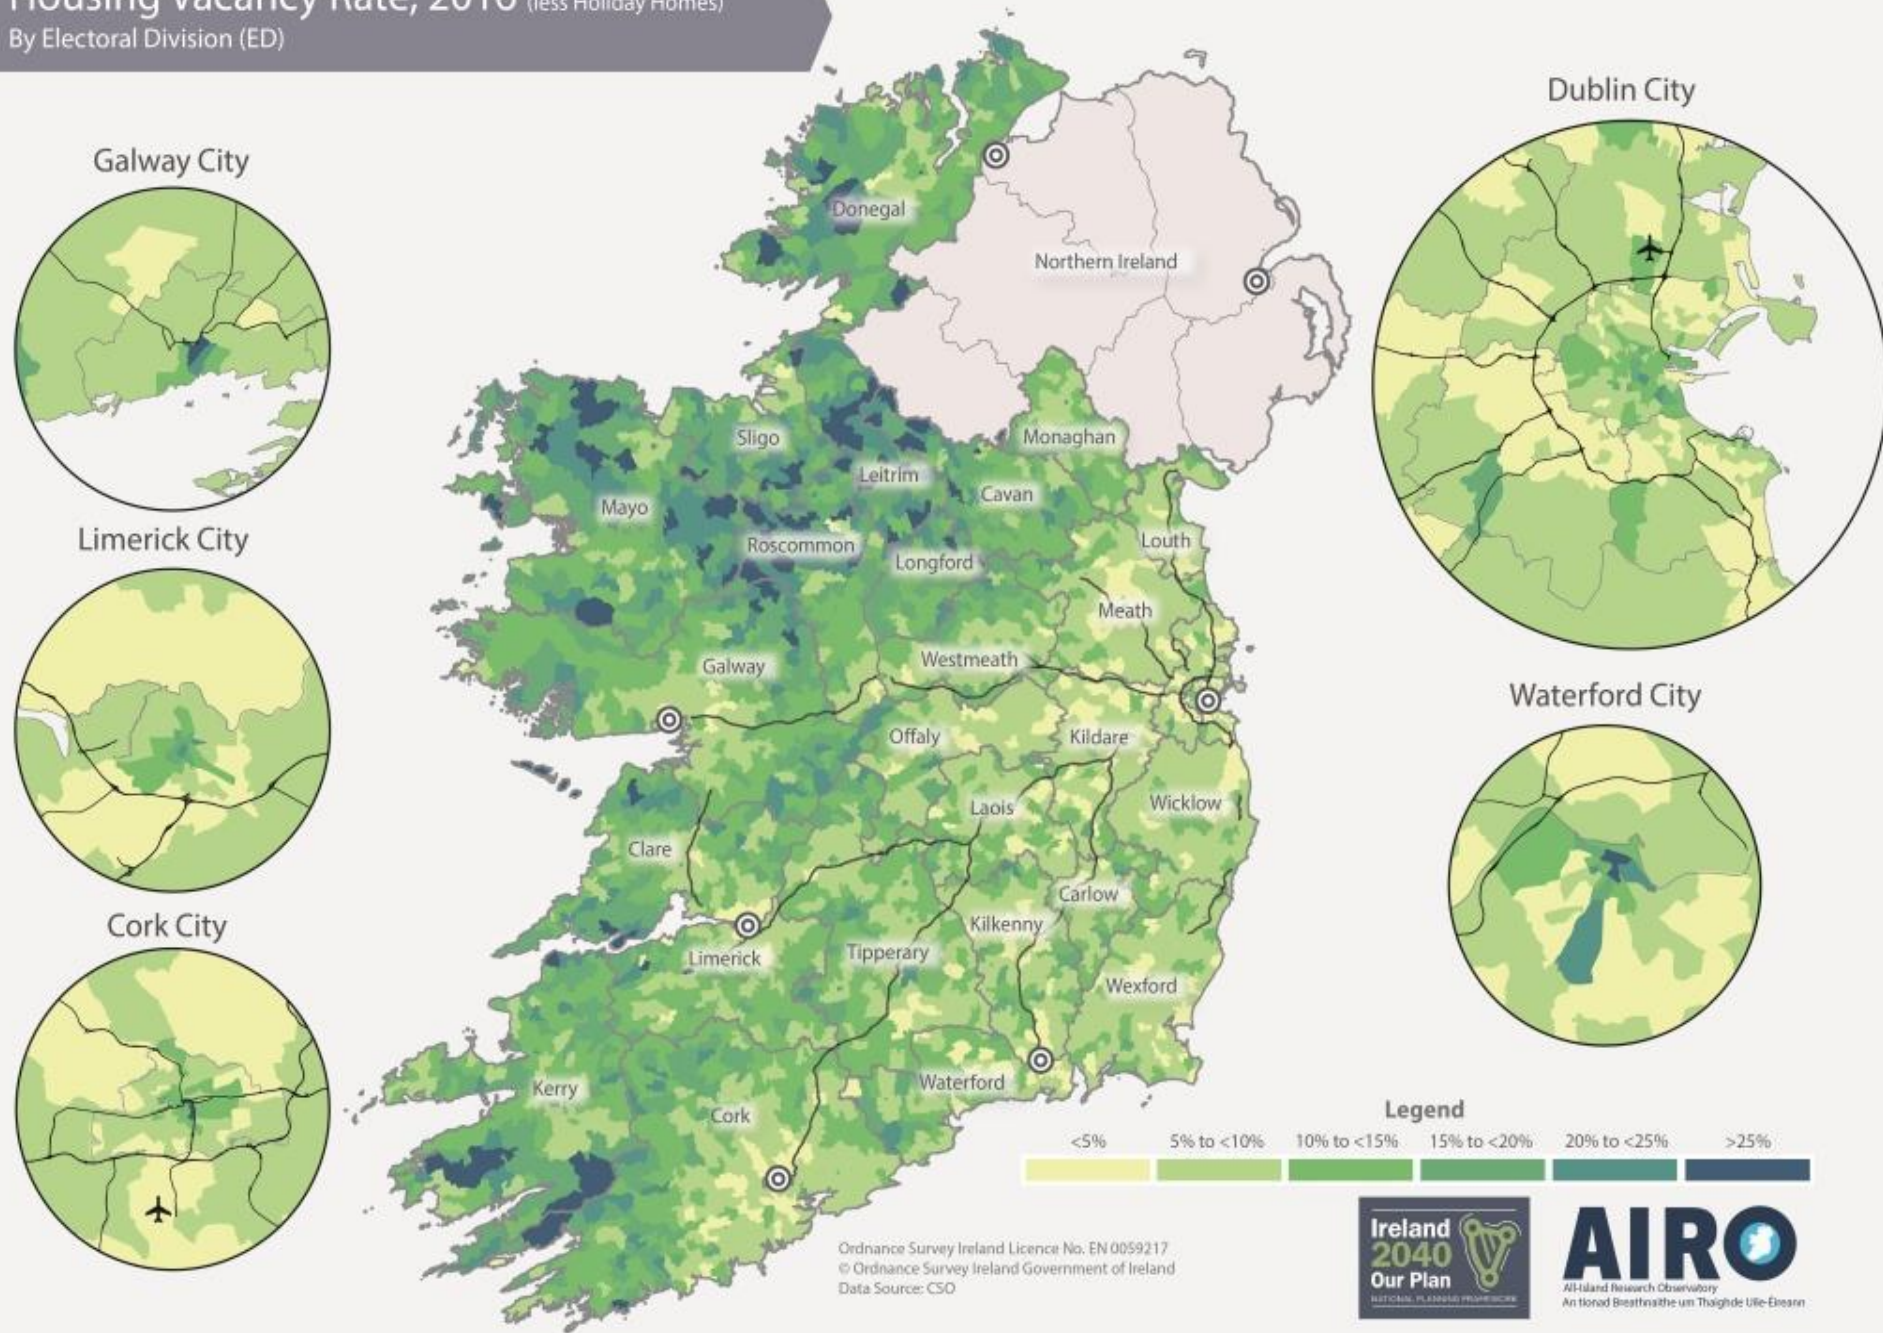 Housing Vacancy Rate, 2016 (less Holiday Homes)
By Electoral Division (ED)
Galway City
Limerick City
Cork City
Dublin City
Waterford City
Donegal
Northern Ireland
Sligo
Monaghan
Leitrim
Cavan
Mayo
Roscommon
Louth
Longford
Meath
Galway
Westmeath
Offaly
Kildare
Laois
Wicklow
Clare
Carlow
Kilkenny
Limerick
Tipperary
Wexford
Kerry
Waterford
Cork
Legend
<5% 5% to <10% 10% to <15% 15% to <20% 20% to <25% >25%
Ordnance Survey Ireland Licence No. EN 0059217
© Ordnance Survey Ireland Government of Ireland
Data Source: CSO
Ireland
2040
Our Plan
NATIONAL PLANNING FRAMEWORK
AIRO
All-Island Research Observatory
An tIonad Breathnaithe um Thaighde Uile-Éireann